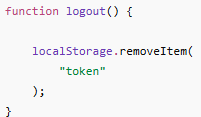 function logout() {
localStorage.removeItem(
"token"
);
}